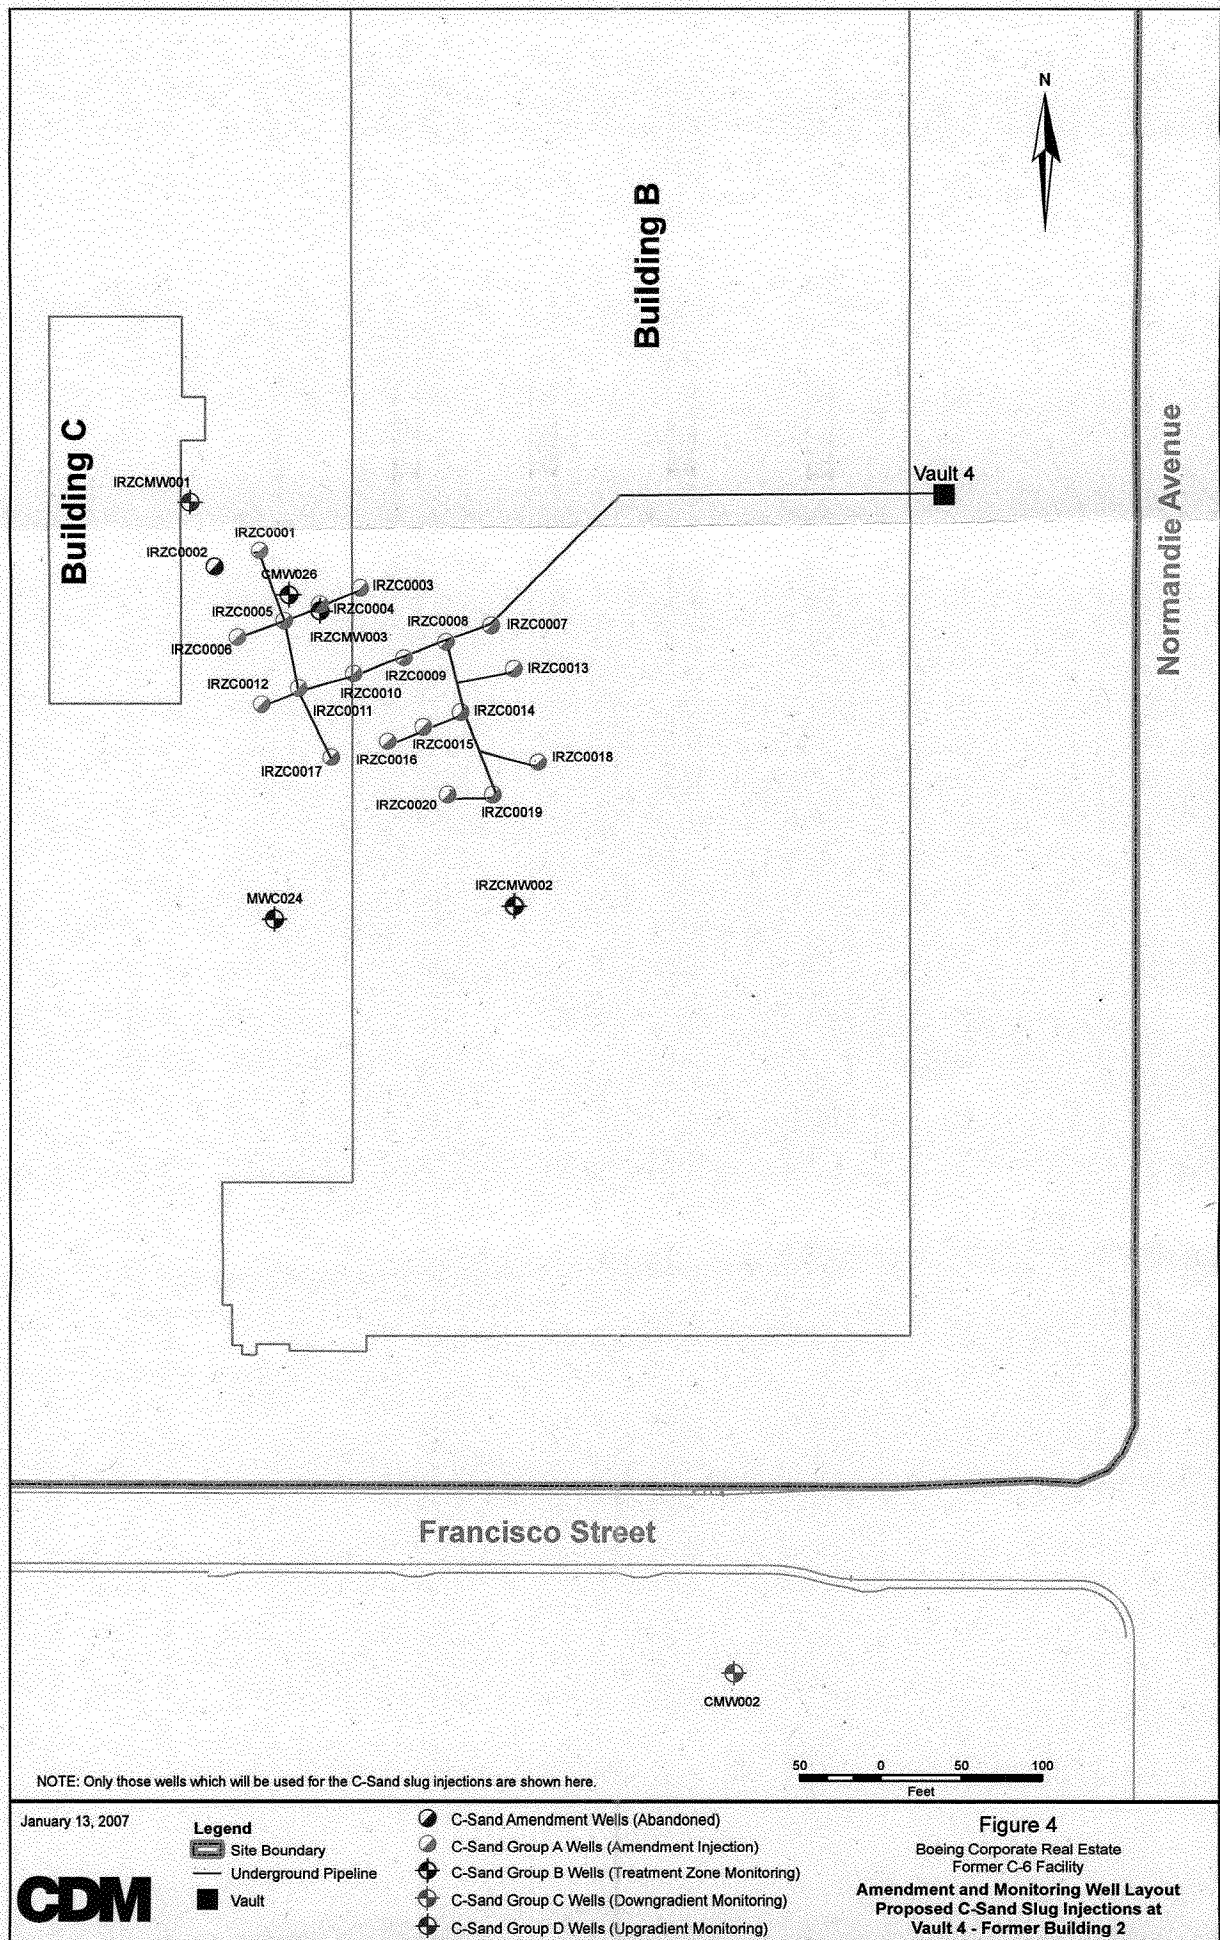 N
Building B
Building C
Normandie Avenue
Vault 4
IRZCMW001
IRZC0001
IRZC0002
CMW026
IRZC0003
IRZC0004
IRZC0005
IRZCMW003
IRZC0006
IRZC0008
IRZC0007
IRZC0009
IRZC0013
IRZC0012
IRZC0010
IRZC0011
IRZC0014
IRZC0015
IRZC0016
IRZC0017
IRZC0018
IRZC0020
IRZC0019
MWC024
IRZCMW002
Francisco Street
CMW002
NOTE: Only those wells which will be used for the C-Sand slug injections are shown here.
50 0 50 100
Feet
January 13, 2007
CDM
Legend
Site Boundary
Underground Pipeline
Vault
C-Sand Amendment Wells (Abandoned)
C-Sand Group A Wells (Amendment Injection)
C-Sand Group B Wells (Treatment Zone Monitoring)
C-Sand Group C Wells (Downgradient Monitoring)
C-Sand Group D Wells (Upgradient Monitoring)
Figure 4
Boeing Corporate Real Estate
Former C-6 Facility
Amendment and Monitoring Well Layout
Proposed C-Sand Slug Injections at
Vault 4 - Former Building 2